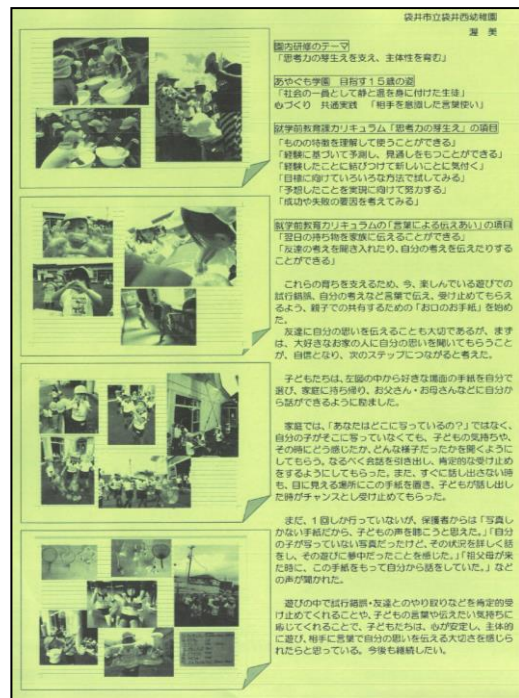 袋井市立袋井西幼稚園
渥 美
園内研修のテーマ
「思考力の芽生えを支え、主体性を育む」
あやぐも学園 目指す15歳の姿
「社会の一員として静と道を身に付けた生徒」
心づくり 共通実践 「相手を意識した言葉使い」
就学前教育課カリキュラム「思考力の芽生え」の項目
「ものの特徴を理解して使うことができる」
「経験に基づいて予測し、見通しをもつことができる」
「経験したことに結びつけて新しいことに気付く」
「目標に向けていろいろな方法で試してみる」
「予想したことを実現に向けて努力する」
「成功や失敗の要因を考えてみる」
就学前教育カリキュラムの「言葉による伝えあい」の項目
「翌日の持ち物を家族に伝えることができる」
「友達の考えを聞き入れたり、自分の考えを伝えたりする
ことができる」
これらの育ちを支えるため、今、楽しんでいる遊びでの
試行錯誤、自分の考えなど言葉で伝え、受け止めてもらえ
るよう、親子での共有するための「お口のお手紙」を始め
た。
友達に自分の思いを伝えることも大切であるが、まず
は、大好きなお家の人に自分の思いを聞いてもらうこと
が、自信となり、次のステップにつながると考えた。
子どもたちは、左図の中から好きな場面の手紙を自分で
選び、家庭に持ち帰り、お父さん・お母さんなどに自分か
ら話ができるように励ました。
家庭では、「あなたはどこに写っているの?」ではなく、
自分の子がそこに写っていなくても、子どもの気持ちや、
その時にどう感じたか、どんな様子だったかを聞くように
してもらう、なるべく会話を引き出し、肯定的な受け止め
をするようにしてもらった。また、すぐに話し出さない時
も、目に見える場所にこの手紙を置き、子どもが話し出し
た時がチャンスとし受け止めてもらった。
まだ、1回しか行っていないが、保護者からは「写真し
かない手紙だから、子どもの声を聴こうと思えた。」「自分
の子が写っていない写真だったけど、その状況を詳しく話
をし、その遊びに夢中だったことを感じた。」「祖父母が来
た時に、この手紙をもって自分から話をしていた。」など
の声が聞かれた。
遊びの中で試行錯誤・友達とのやり取りなどを肯定的受
け止めてくれることや、子どもの言葉や伝えたい気持ちに
応じてくれることで、子どもたちは、心が安定し、主体的
に遊び、相手に言葉で自分の思いを伝える大切さを感じら
れたらと思っている。今後も継続したい。